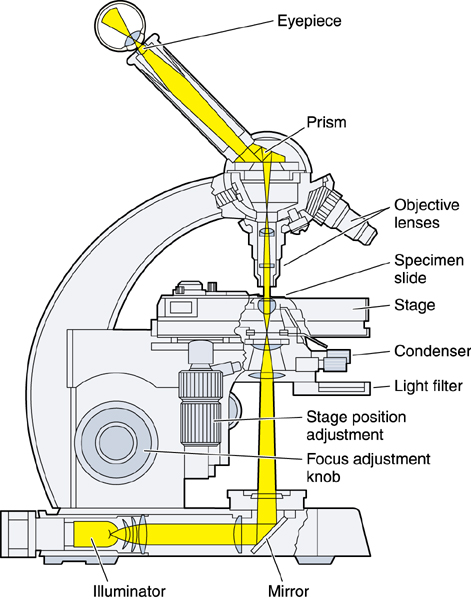 Eyepiece
Prism
Objective
lenses
Specimen
slide
Stage
Condenser
Light filter
Stage position
adjustment
Focus adjustment
knob
Illuminator
Mirror